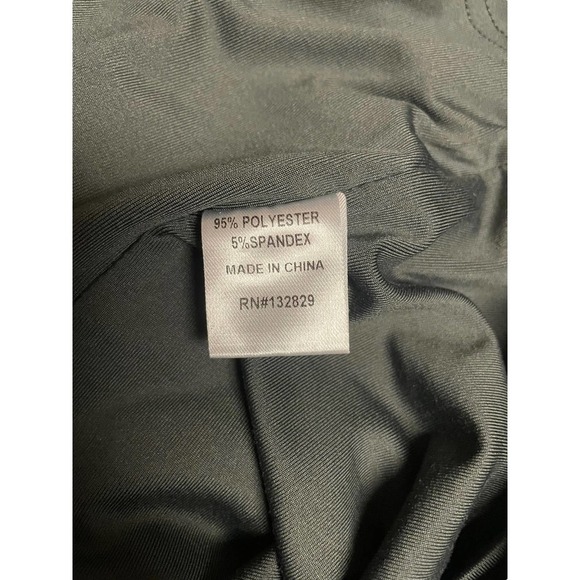 95% POLYESTER
5%SPANDEX
MADE IN CHINA
RN#132829